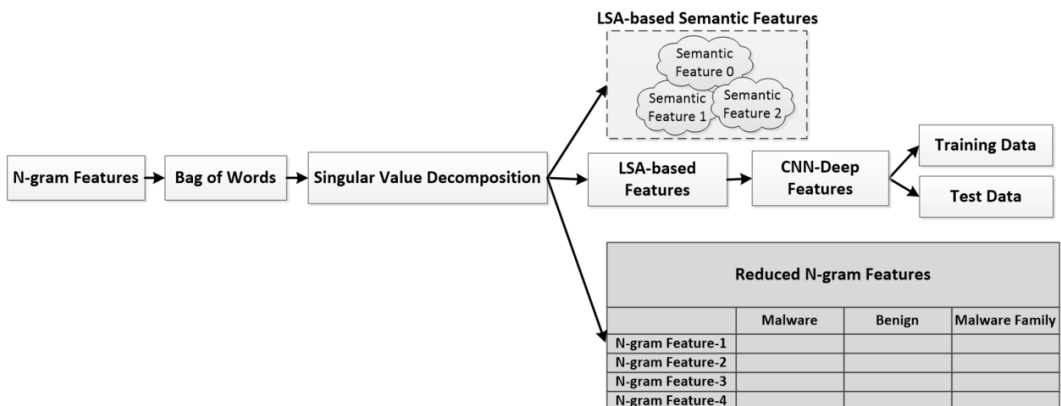 LSA-based Semantic Features
Semantic
Feature 0
Semantic
Feature 1
Semantic
Feature 2
N-gram Features
Bag of Words
Singular Value Decomposition
LSA-based
Features
CNN-Deep
Features
Training Data
Test Data
Reduced N-gram Features
Malware Benign Malware Family
N-gram Feature-1
N-gram Feature-2
N-gram Feature-3
N-gram Feature-4